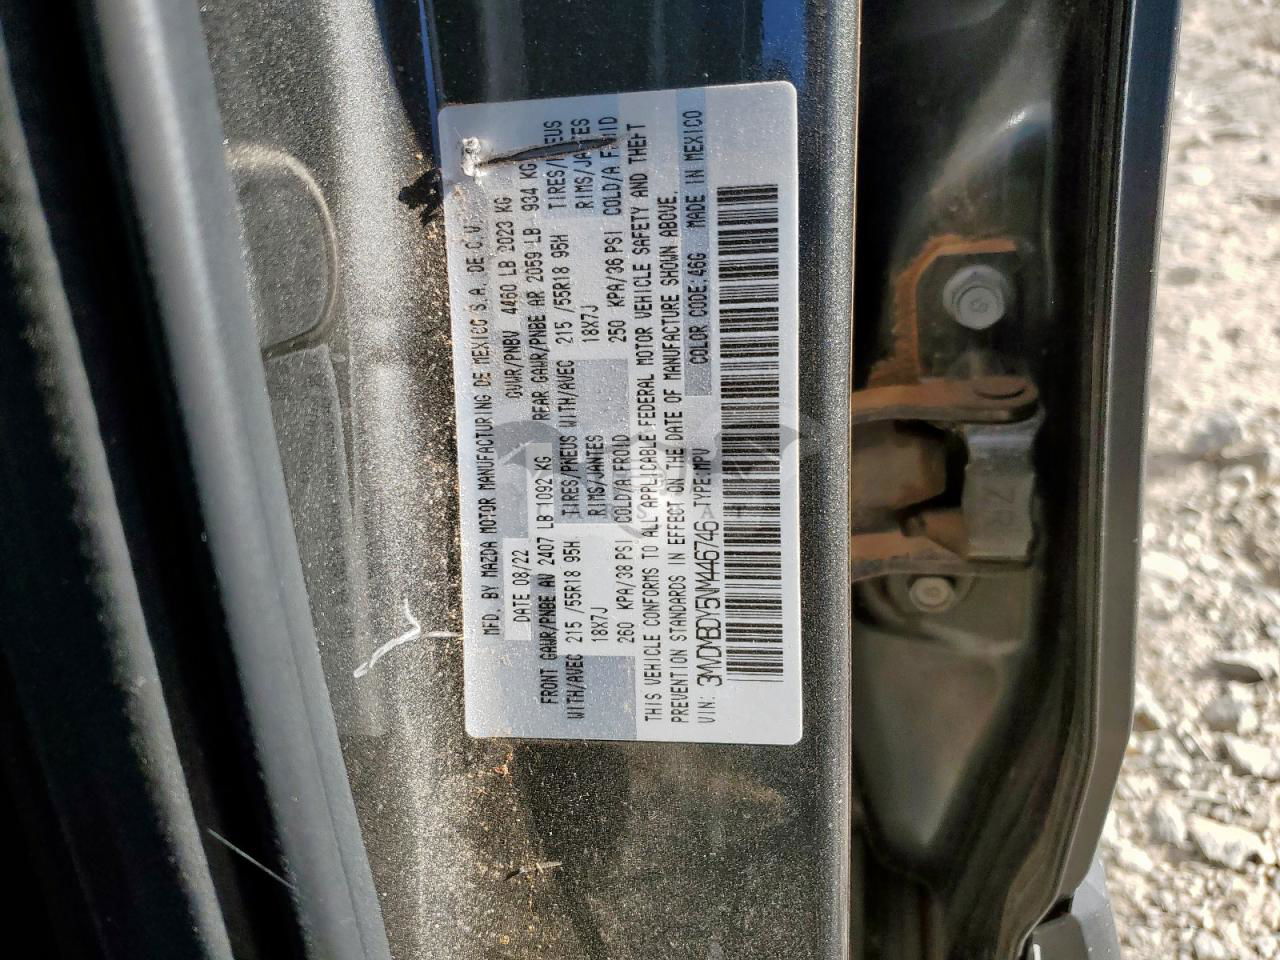 MFD. BY MAZDA MOTOR MANUFACTURING DE MEXICO S.A. DE C.V.
DATE 08/22 GVWR/PNBV 4460 LB 2023 KG
FRONT GAWR/PNBE AV 2407 LB 1092 KG REAR GAWR/PNBE AR 2059 LB 934 KG
WITH/AVEC 215 /55R18 95H TIRES/PNEUS WITH/AVEC 215 /55R18 95H TIRES/PNEUS
18X7J RIMS/JANTES 18X7J RIMS/JANTES
260 KPA/38 PSI COLD/A FROID 250 KPA/36 PSI COLD/A FROID
THIS VEHICLE CONFORMS TO ALL APPLICABLE FEDERAL MOTOR VEHICLE SAFETY AND THEFT
PREVENTION STANDARDS IN EFFECT ON THE DATE OF MANUFACTURE SHOWN ABOVE.
VIN: 3MVDMBDY5NM446746 TYPE:MPV COLOR CODE:46G MADE IN MEXICO